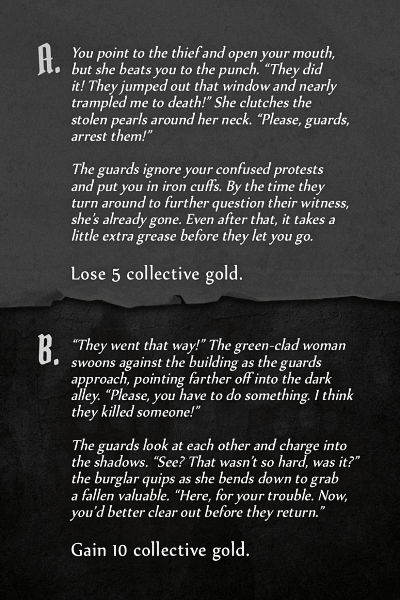 A.
You point to the thief and open your mouth,
but she beats you to the punch. “They did
it! They jumped out that window and nearly
trampled me to death!” She clutches the
stolen pearls around her neck. “Please, guards,
arrest them!”
The guards ignore your confused protests
and put you in iron cuffs. By the time they
turn around to further question their witness,
she’s already gone. Even after that, it takes a
little extra grease before they let you go.
Lose 5 collective gold.
B.
“They went that way!” The green-clad woman
swoons against the building as the guards
approach, pointing farther off into the dark
alley. “Please, you have to do something. I think
they killed someone!”
The guards look at each other and charge into
the shadows. “See? That wasn’t so hard, was it?”
the burglar quips as she bends down to grab
a fallen valuable. “Here, for your trouble. Now,
you’d better clear out before they return.”
Gain 10 collective gold.